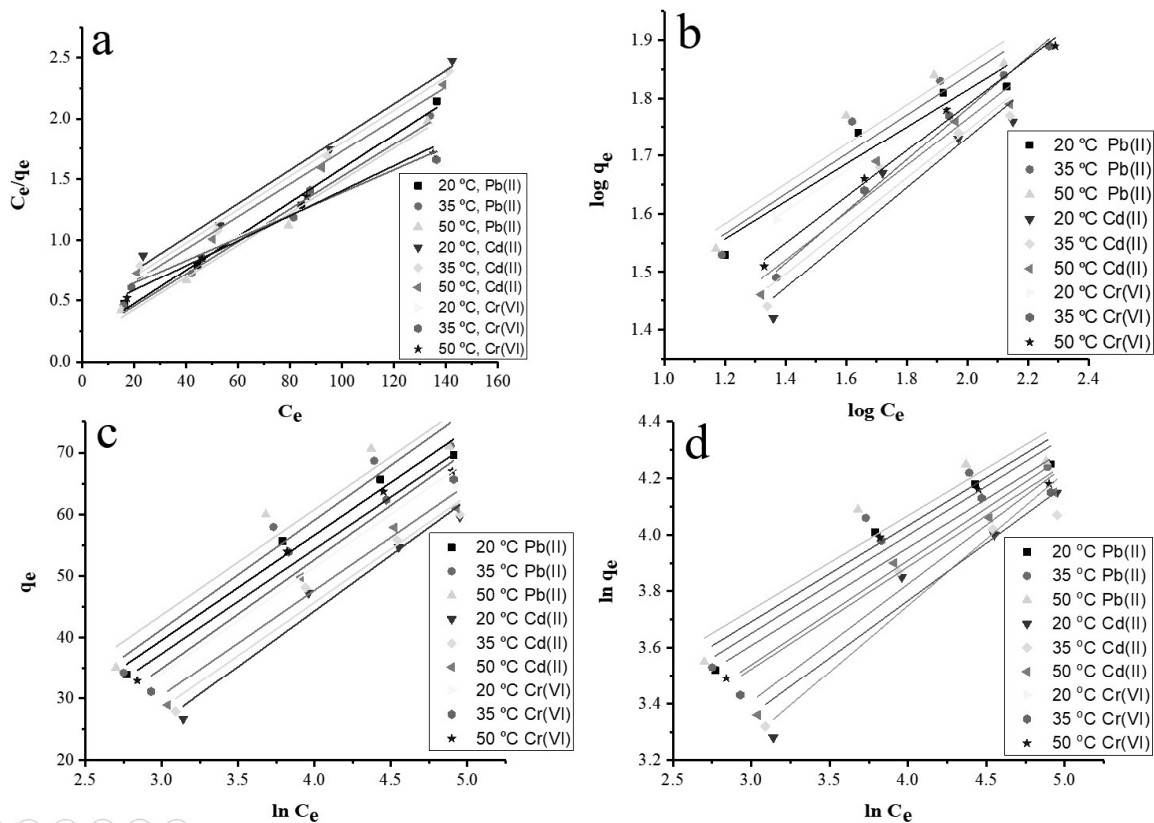 a
2.5
2.0
1.5
1.0
0.5
0.0
Ce/qe
0 20 40 60 80 100 120 140 160
Ce
20 ºC, Pb(II)
35 ºC, Pb(II)
50 ºC, Pb(II)
20 ºC, Cd(II)
35 ºC, Cd(II)
50 ºC, Cd(II)
20 ºC, Cr(VI)
35 ºC, Cr(VI)
50 ºC, Cr(VI)
b
1.9
1.8
1.7
1.6
1.5
1.4
log qe
1.0 1.2 1.4 1.6 1.8 2.0 2.2 2.4
log Ce
20 ºC Pb(II)
35 ºC Pb(II)
50 ºC Pb(II)
20 ºC Cd(II)
35 ºC Cd(II)
50 ºC Cd(II)
20 ºC Cr(VI)
35 ºC Cr(VI)
50 ºC Cr(VI)
c
70
60
50
40
30
20
qe
2.5 3.0 3.5 4.0 4.5 5.0
ln Ce
20 ºC Pb(II)
35 ºC Pb(II)
50 ºC Pb(II)
20 ºC Cd(II)
35 ºC Cd(II)
50 ºC Cd(II)
20 ºC Cr(VI)
35 ºC Cr(VI)
50 ºC Cr(VI)
d
4.4
4.2
4.0
3.8
3.6
3.4
3.2
ln qe
2.5 3.0 3.5 4.0 4.5 5.0
ln Ce
20 ºC Pb(II)
35 ºC Pb(II)
50 ºC Pb(II)
20 ºC Cd(II)
35 ºC Cd(II)
50 ºC Cd(II)
20 ºC Cr(VI)
35 ºC Cr(VI)
50 ºC Cr(VI)